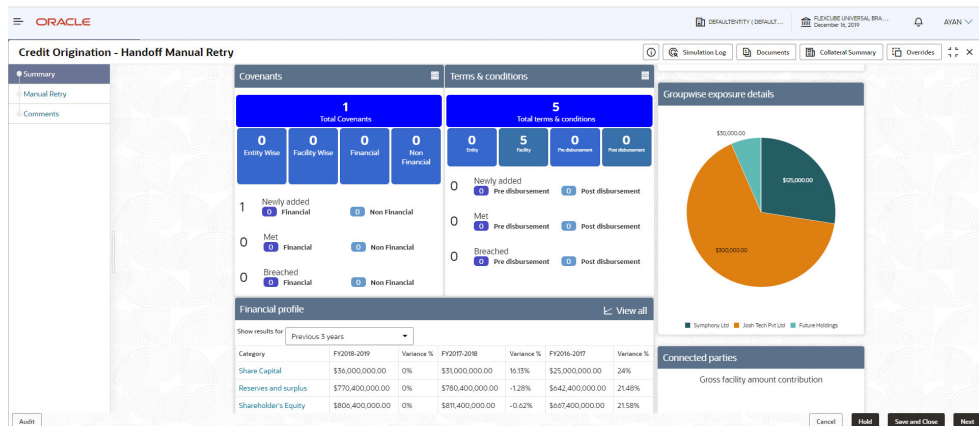 ORACLE
DEFAULTENTITY ( DEFAULT....
FLEXCUBE UNIVERSAL BRA...
December 16, 2019
AYAN
Credit Origination - Handoff Manual Retry
Simulation Log
Documents
Collateral Summary
Overrides
Summary
Manual Retry
Comments
Covenants
1
Total Covenants
0 0 0 0
Entity Wise Facility Wise Financial Non Financial
Newly added
1 0 Financial 0 Non Financial
Met
0 0 Financial 0 Non Financial
Breached
0 0 Financial 0 Non Financial
Terms & conditions
5
Total terms & conditions
0 5 0 0
Entity Facility Pre disbursement Post disbursement
Newly added
0 0 Pre disbursement 0 Post disbursement
Met
0 0 Pre disbursement 0 Post disbursement
Breached
0 0 Pre disbursement 0 Post disbursement
Groupwise exposure details
$30,000.00
$125,000.00
$300,000.00
Symphony Ltd Josh Tech Pvt Ltd Future Holdings
Financial profile View all
Show results for Previous 3 years
Category FY2018-2019 Variance % FY2017-2018 Variance % FY2016-2017 Variance %
Share Capital $36,000,000.00 0% $31,000,000.00 16.13% $25,000,000.00 24%
Reserves and surplus $770,400,000.00 0% $780,400,000.00 -1.28% $642,400,000.00 21.48%
Shareholder's Equity $806,400,000.00 0% $811,400,000.00 -0.62% $667,400,000.00 21.58%
Connected parties
Gross facility amount contribution
Audit
Cancel
Hold
Save and Close
Next